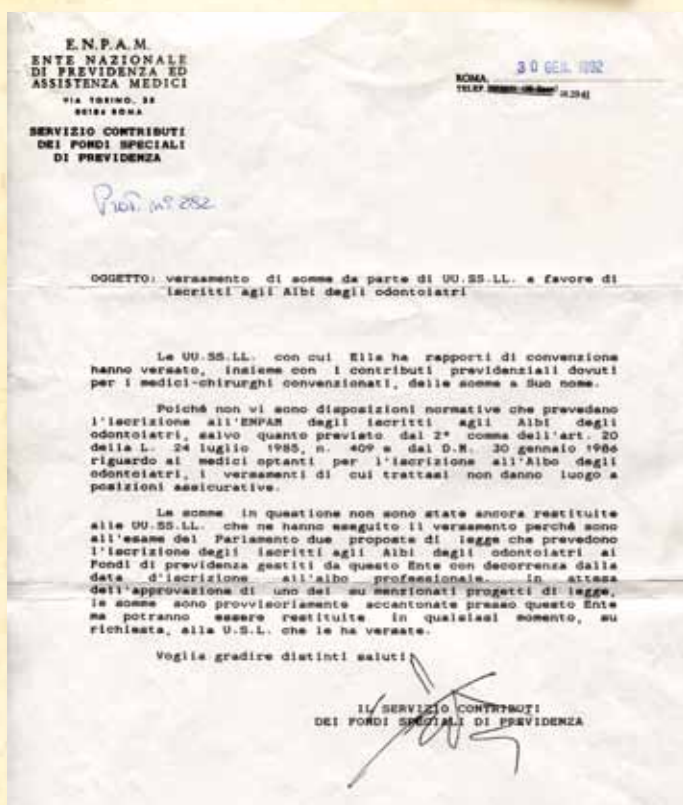 E.N.P.A.M.
ENTE NAZIONALE
DI PREVIDENZA ED
ASSISTENZA MEDICI
VIA TORINO, 38
00184 ROMA
SERVIZIO CONTRIBUTI
DEI FONDI SPECIALI
DI PREVIDENZA
30 GEN. 1992
ROMA,
TELEF.
Prot. nº 282
OGGETTO: versamento di somme da parte di UU.SS.LL. a favore di
iscritti agli Albi degli odontoiatri
Le UU.SS.LL. con cui Ella ha rapporti di convenzione
hanno versato, insieme con i contributi previdenziali dovuti
per i medici-chirurghi convenzionati, delle somme a Suo nome.
Poiché non vi sono disposizioni normative che prevedano
l'iscrizione all'ENPAM degli iscritti agli Albi degli
odontoiatri, salvo quanto previsto dal 2° comma dell'art. 20
della L. 24 luglio 1985, n. 409 e dal D.M. 30 gennaio 1986
riguardo ai medici optanti per l'iscrizione all'Albo degli
odontoiatri, i versamenti di cui trattasi non danno luogo a
posizioni assicurative.
Le somme in questione non sono state ancora restituite
alle UU.SS.LL. che ne hanno eseguito il versamento perché sono
all'esame del Parlamento due proposte di legge che prevedono
l'iscrizione degli iscritti agli Albi degli odontoiatri ai
Fondi di previdenza gestiti da questo Ente con decorrenza dalla
data d'iscrizione all'albo professionale. In attesa
dell'approvazione di uno dei su menzionati progetti di legge,
le somme sono provvisoriamente accantonate presso questo Ente
ma potranno essere restituite in qualsiasi momento, su
richiesta, alla U.S.L. che le ha versate.
Voglia gradire distinti saluti
IL SERVIZIO CONTRIBUTI
DEI FONDI SPECIALI DI PREVIDENZA